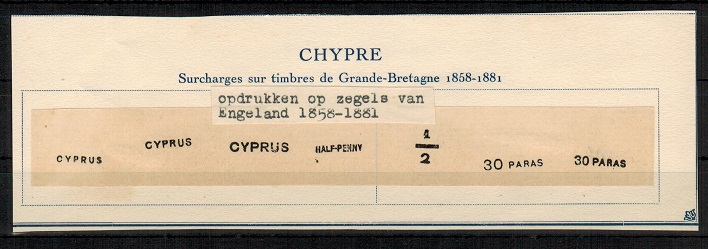 CHYPRE
Surcharges sur timbres de Grande-Bretagne 1858-1881
opdrukken op zegels van
Engeland 1858-1881
CYPRUS
CYPRUS
CYPRUS
HALF-PENNY
1
2
30 PARAS
30 PARAS